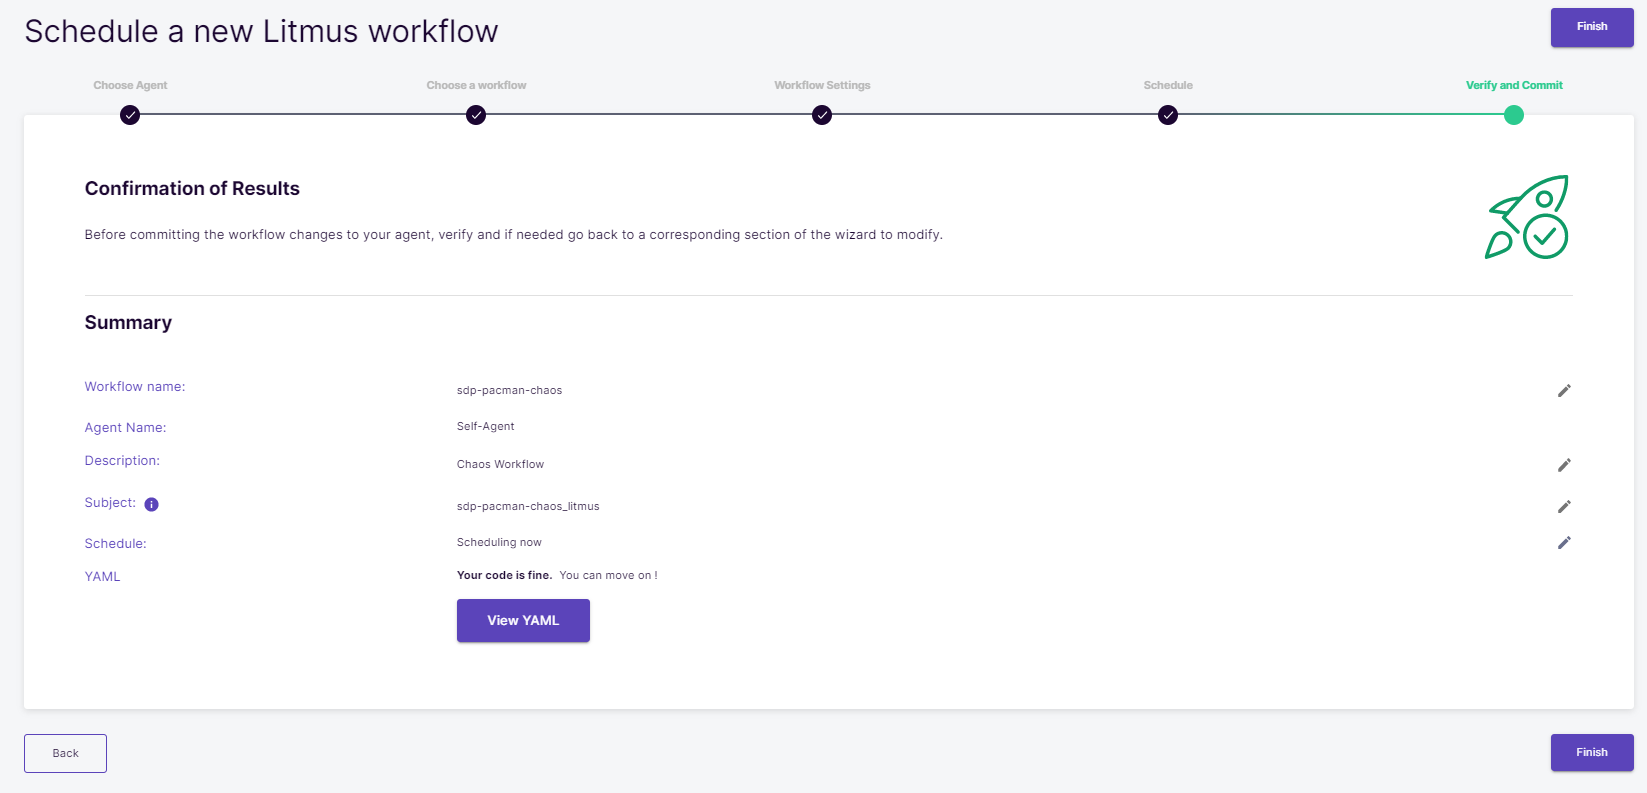 Schedule a new Litmus workflow
Finish
Choose Agent
Choose a workflow
Workflow Settings
Schedule
Verify and Commit
Confirmation of Results
Before committing the workflow changes to your agent, verify and if needed go back to a corresponding section of the wizard to modify.
Summary
Workflow name: sdp-pacman-chaos
Agent Name: Self-Agent
Description: Chaos Workflow
Subject: sdp-pacman-chaos_litmus
Schedule: Scheduling now
YAML Your code is fine. You can move on !
View YAML
Back
Finish